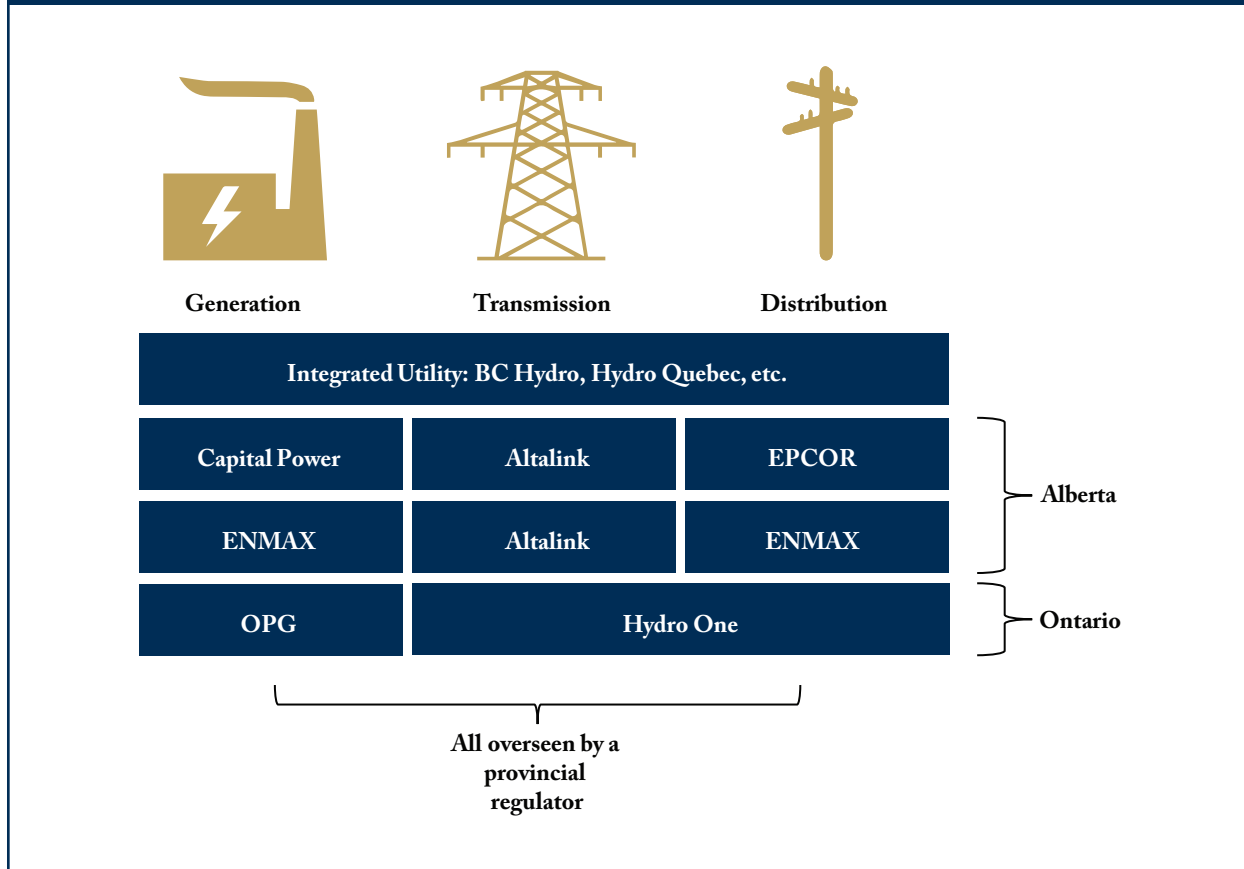 Generation
Transmission
Distribution
Integrated Utility: BC Hydro, Hydro Quebec, etc.
Capital Power
Altalink
EPCOR
Alberta
ENMAX
Altalink
ENMAX
OPG
Hydro One
Ontario
All overseen by a
provincial
regulator